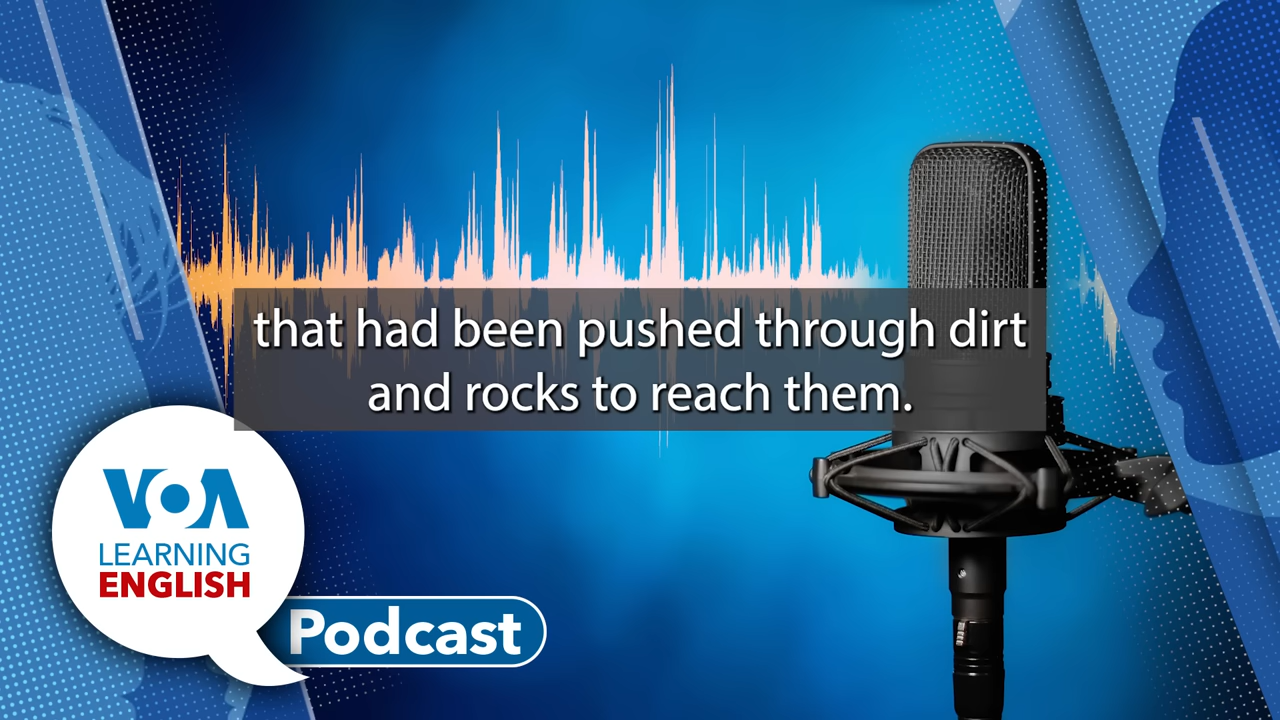 that had been pushed through dirt
and rocks to reach them.
VOA
LEARNING
ENGLISH
Podcast